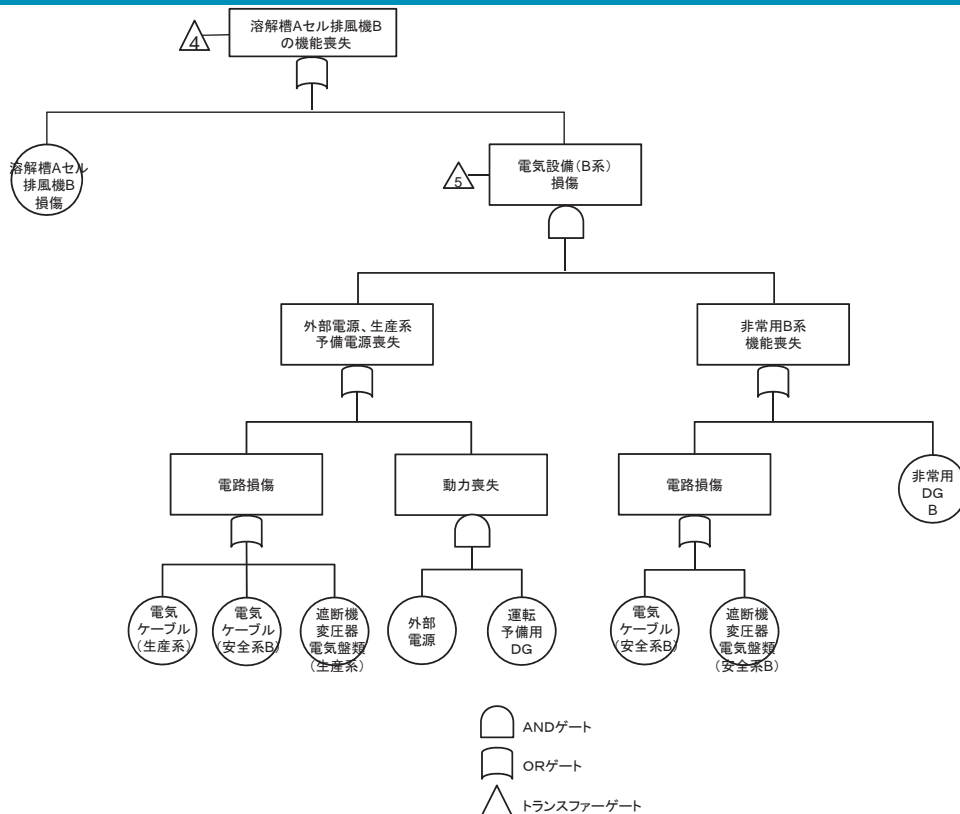 溶解槽Aセル排風機B
の機能喪失
4
溶解槽Aセル
排風機B
損傷
電気設備(B系)
損傷
5
外部電源、生産系
予備電源喪失
非常用B系
機能喪失
電路損傷
動力喪失
電路損傷
非常用
DG
B
電気
ケーブル
(生産系)
電気
ケーブル
(安全系B)
遮断機
変圧器
電気盤類
(生産系)
外部
電源
運転
予備用
DG
電気
ケーブル
(安全系B)
遮断機
変圧器
電気盤類
(安全系B)
ANDゲート
ORゲート
トランスファーゲート